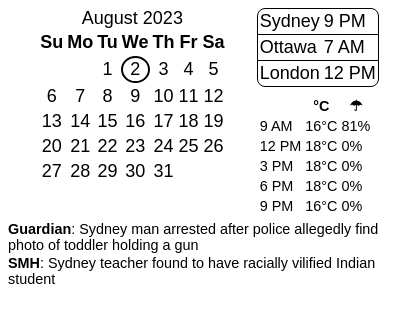 August 2023
Su Mo Tu We Th Fr Sa
1 2 3 4 5
6 7 8 9 10 11 12
13 14 15 16 17 18 19
20 21 22 23 24 25 26
27 28 29 30 31
Sydney 9 PM
Ottawa 7 AM
London 12 PM
°C ☂
9 AM 16°C 81%
12 PM 18°C 0%
3 PM 18°C 0%
6 PM 18°C 0%
9 PM 16°C 0%
Guardian: Sydney man arrested after police allegedly find
photo of toddler holding a gun
SMH: Sydney teacher found to have racially vilified Indian
student